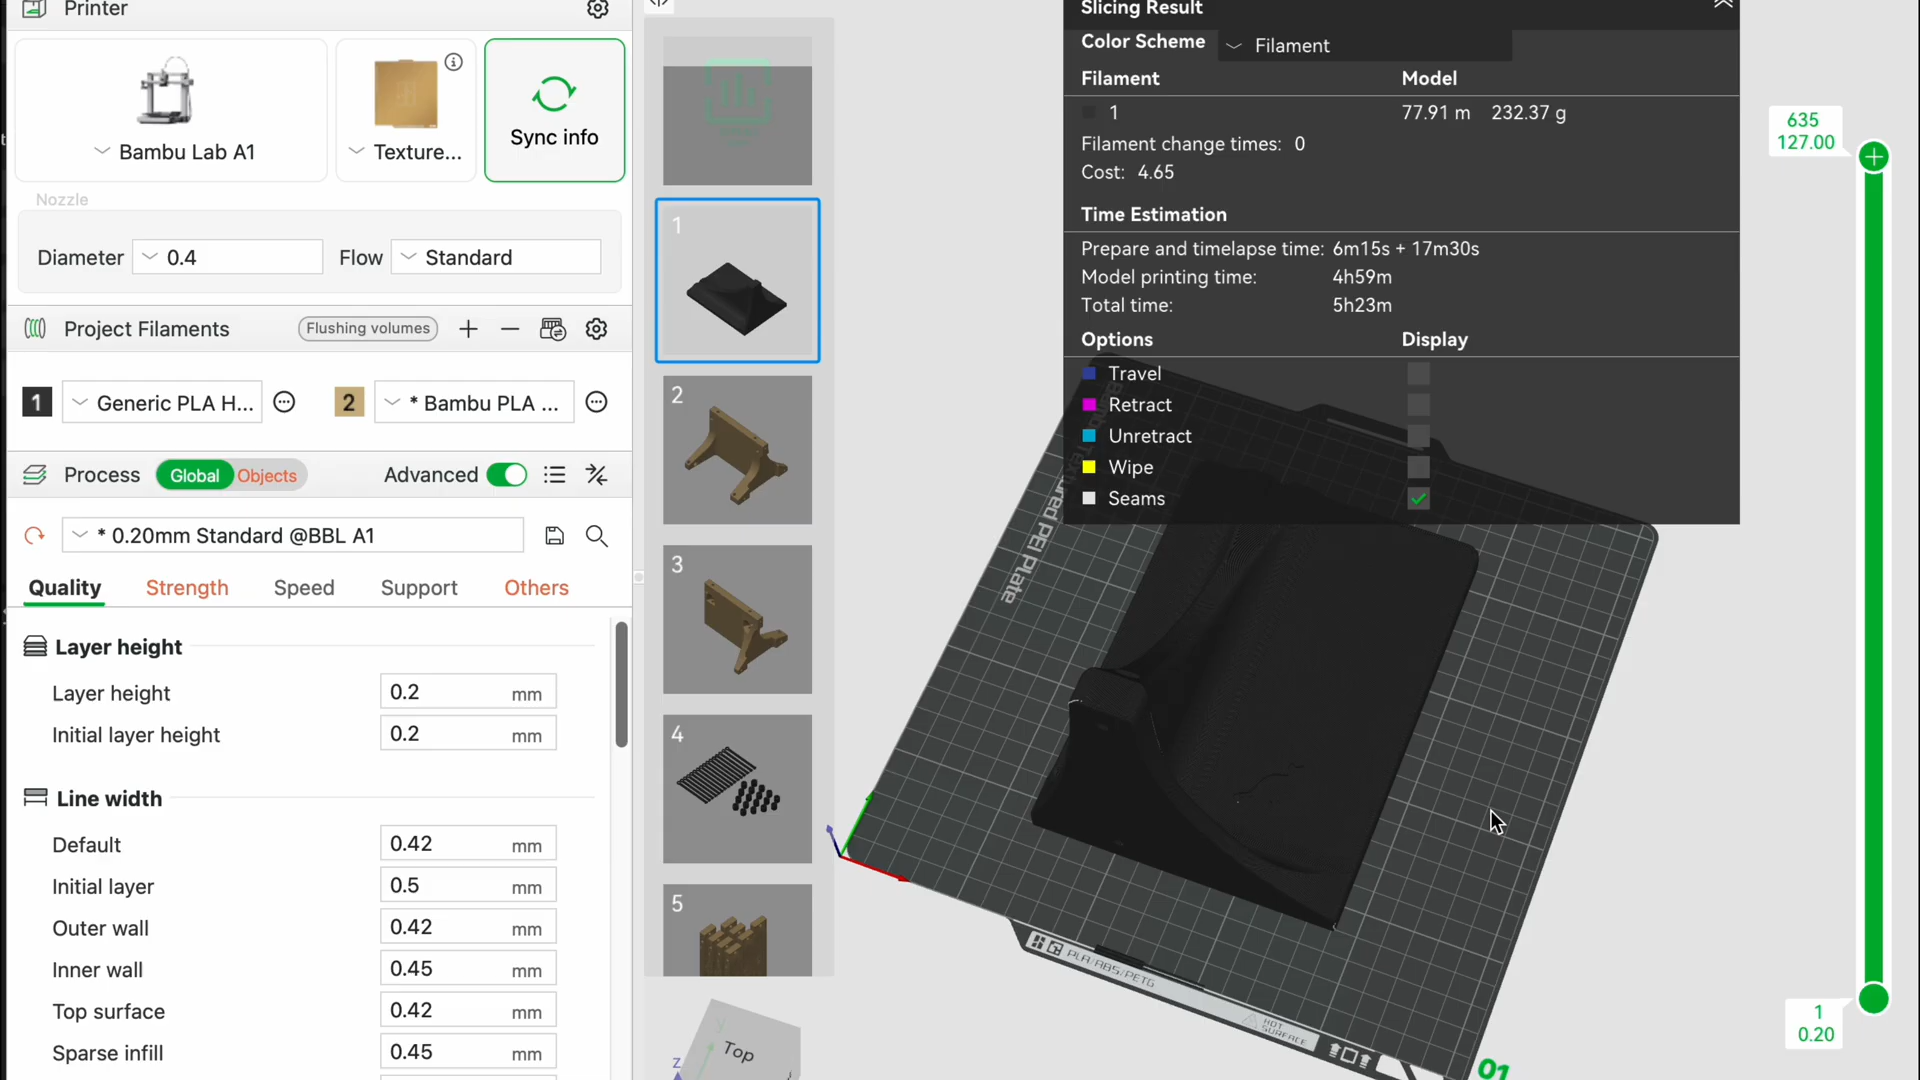 Printer
Bambu Lab A1
Texture...
Sync info
Nozzle
Diameter
0.4
Flow
Standard
Project Filaments
Flushing volumes
1
Generic PLA H...
2
* Bambu PLA ...
Process
Global
Objects
Advanced
* 0.20mm Standard @BBL A1
Quality
Strength
Speed
Support
Others
Layer height
Layer height
0.2 mm
Initial layer height
0.2 mm
Line width
Default
0.42 mm
Initial layer
0.5 mm
Outer wall
0.42 mm
Inner wall
0.45 mm
Top surface
0.42 mm
Sparse infill
0.45 mm
1
2
3
4
5
Top
y
z
Slicing Result
Color Scheme
Filament
Filament
Model
1
77.91 m 232.37 g
Filament change times: 0
Cost: 4.65
Time Estimation
Prepare and timelapse time: 6m15s + 17m30s
Model printing time: 4h59m
Total time: 5h23m
Options
Display
Travel
Retract
Unretract
Wipe
Seams
635
127.00
1
0.20
PLA/ABS/PETG
HOT
SURFACE
01